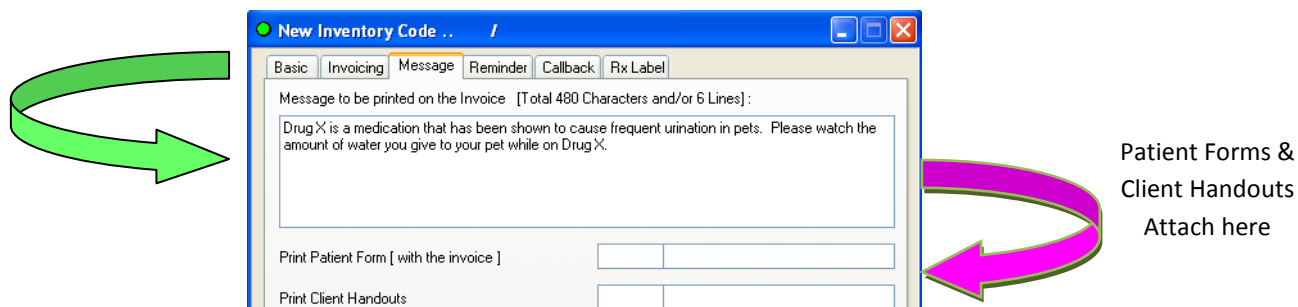 New Inventory Code .. /
Basic Invoicing Message Reminder Callback Rx Label
Message to be printed on the Invoice [Total 480 Characters and/or 6 Lines] :
Drug X is a medication that has been shown to cause frequent urination in pets. Please watch the
amount of water you give to your pet while on Drug X.
Patient Forms &
Client Handouts
Attach here
Print Patient Form [ with the invoice ]
Print Client Handouts